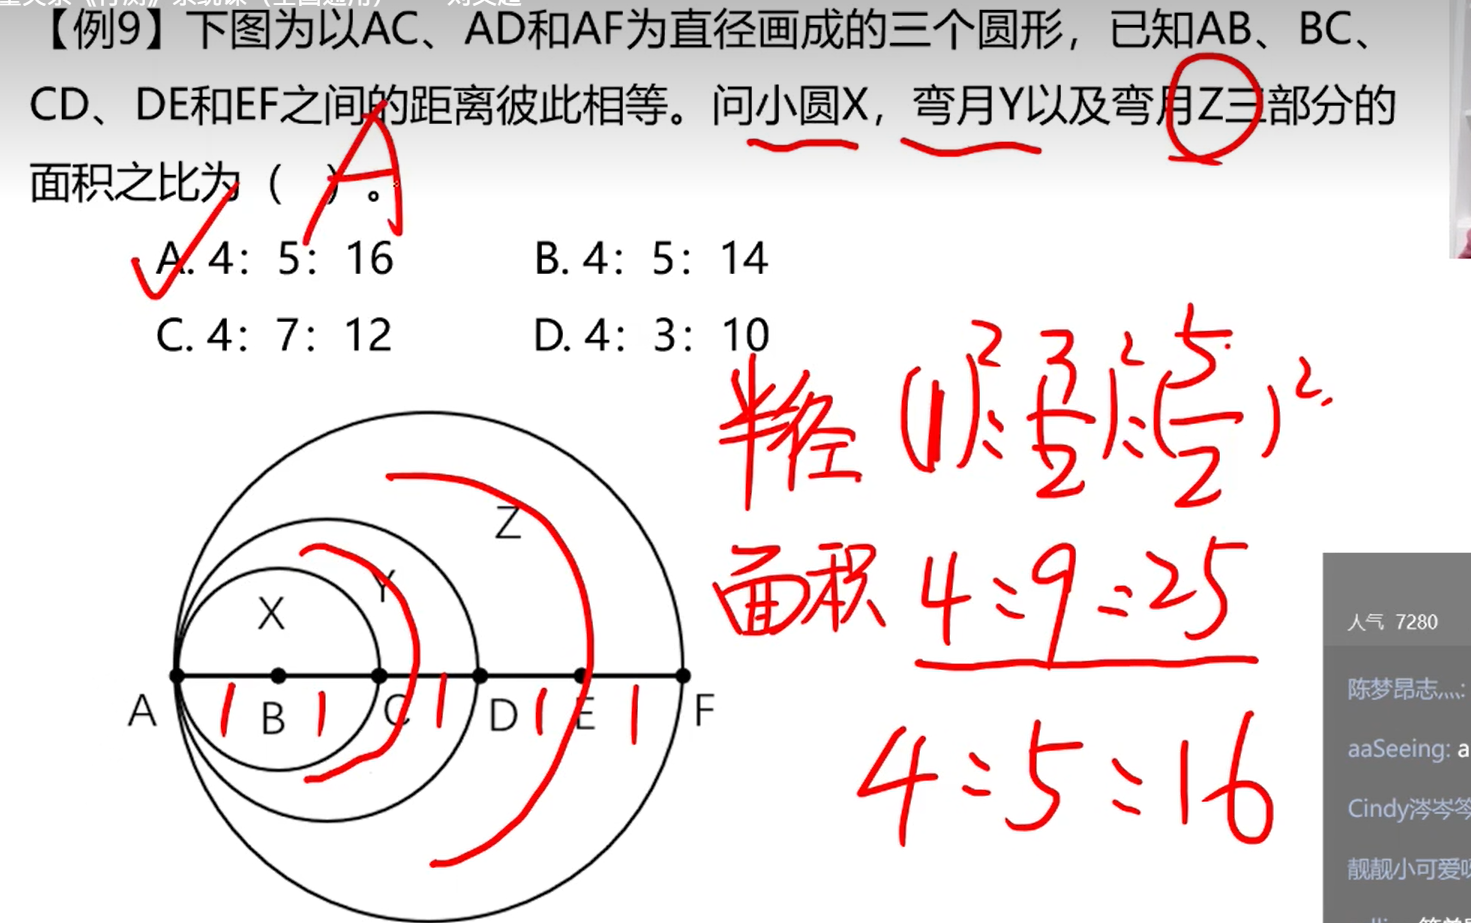 【例9】下图为以AC、AD和AF为直径画成的三个圆形，已知AB、BC、
CD、DE和EF之间的距离彼此相等。问小圆X，弯月Y以及弯月Z三部分的
面积之比为（　）。
A
A. 4：5：16
B. 4：5：14
C. 4：7：12
D. 4：3：10
半径 (1)²:(3/2)²:(5/2)²
面积 4:9:25
4:5:16
Z
Y
X
A B C D E F
1 1 1 1 1
人气 7280
陈梦昂志灬:
aaSeeing: a
Cindy涔岑笒
靓靓小可爱